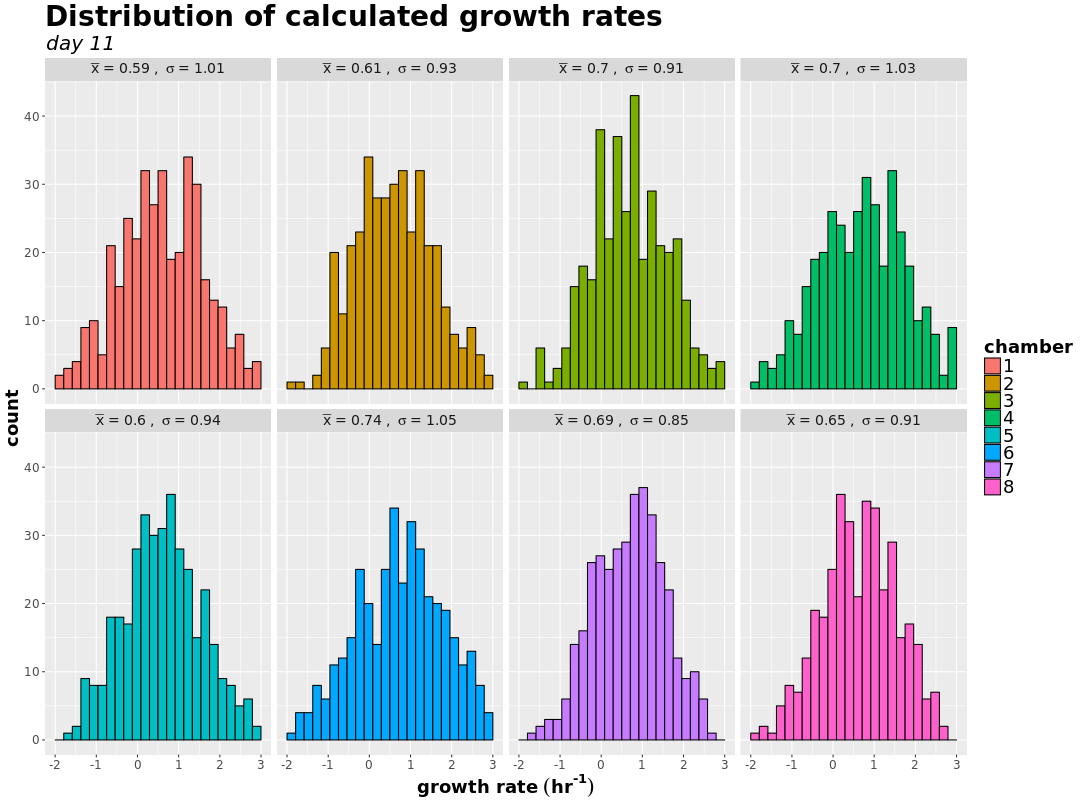 Distribution of calculated growth rates
day 11
x̅ = 0.59 , σ = 1.01
x̅ = 0.61 , σ = 0.93
x̅ = 0.7 , σ = 0.91
x̅ = 0.7 , σ = 1.03
40
30
20
10
0
x̅ = 0.6 , σ = 0.94
x̅ = 0.74 , σ = 1.05
x̅ = 0.69 , σ = 0.85
x̅ = 0.65 , σ = 0.91
40
30
20
10
0
-2 -1 0 1 2 3
-2 -1 0 1 2 3
-2 -1 0 1 2 3
-2 -1 0 1 2 3
count
growth rate (hr⁻¹)
chamber
1
2
3
4
5
6
7
8